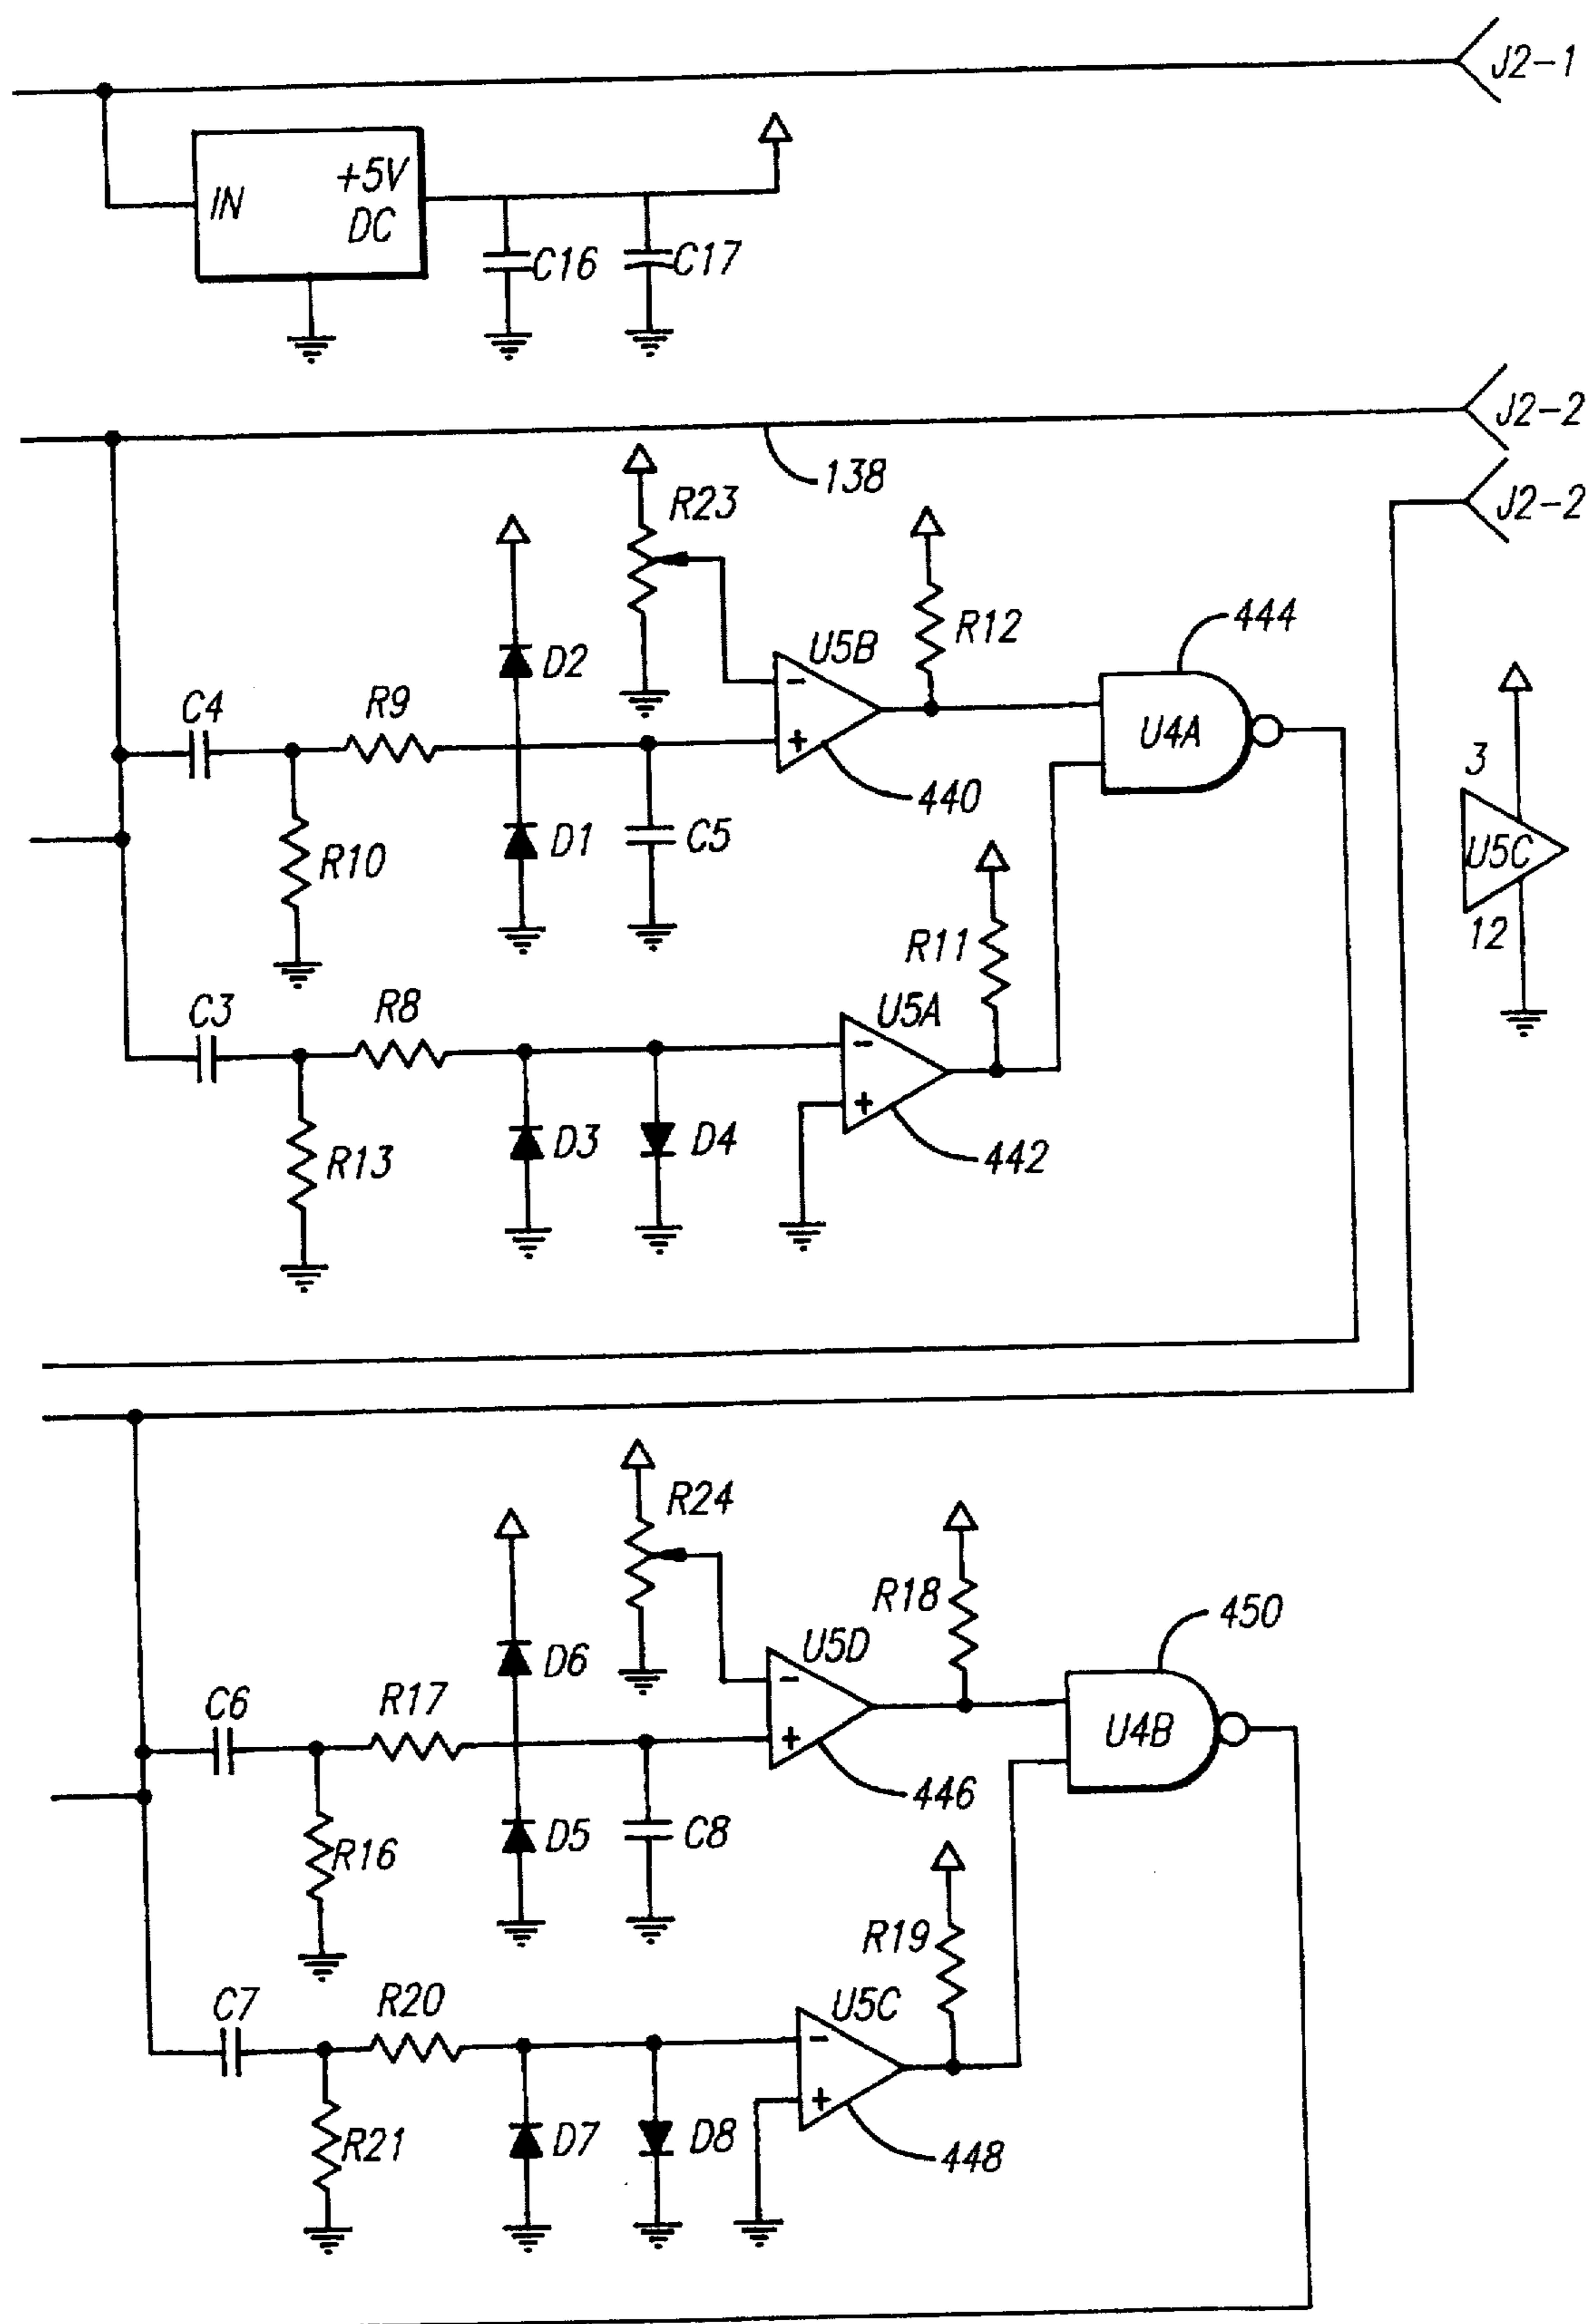 J2-1
+5V
IN
DC
C16
C17
J2-2
138
J2-2
R23
R12
444
U5B
D2
C4
R9
-
U4A
+
3
440
D1
C5
U5C
R10
R11
12
C3
R8
U5A
-
+
D3
D4
R13
442
R24
R18
450
U5D
D6
C6
R17
-
U4B
+
446
D5
C8
R16
R19
C7
R20
U5C
-
+
D7
D8
R21
448